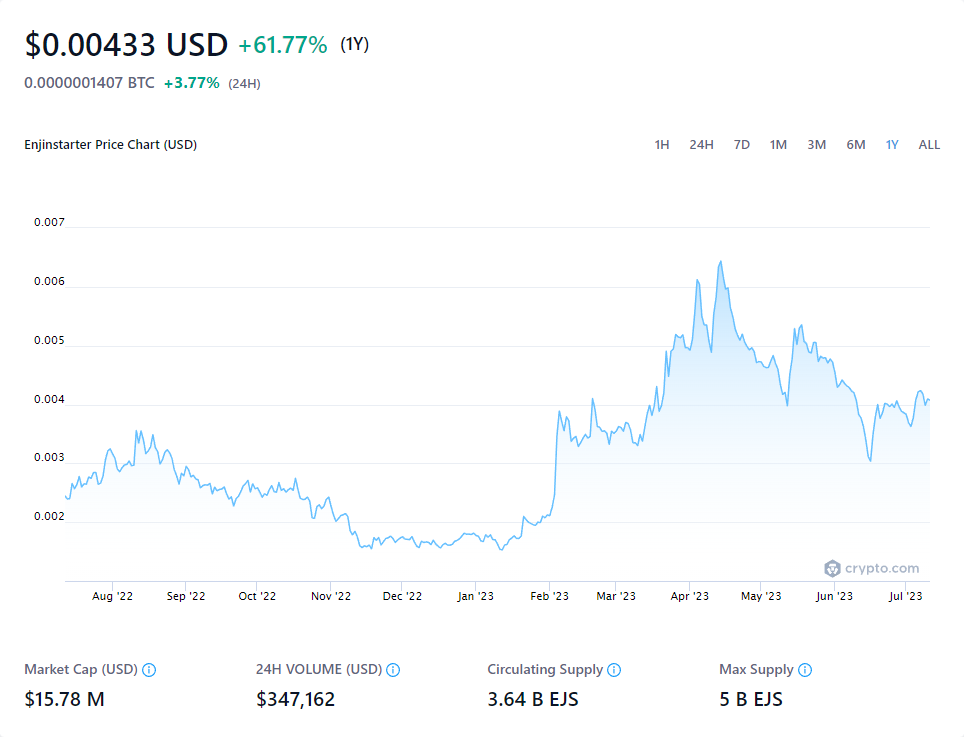 $0.00433 USD +61.77% (1Y)
0.0000001407 BTC +3.77% (24H)
Enjinstarter Price Chart (USD) 1H 24H 7D 1M 3M 6M 1Y ALL
0.007
0.006
0.005
0.004
0.003
0.002
crypto.com
Aug '22 Sep '22 Oct '22 Nov '22 Dec '22 Jan '23 Feb '23 Mar '23 Apr '23 May '23 Jun '23 Jul '23
Market Cap (USD) 24H VOLUME (USD) Circulating Supply Max Supply
$15.78 M $347,162 3.64 B EJS 5 B EJS